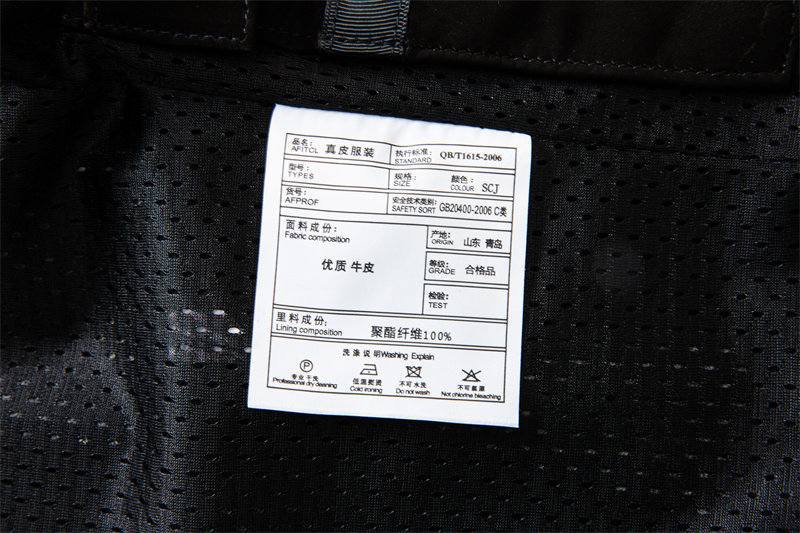 品名： 真皮服装 执行标准： QB/T1615-2006
AFITCL STANDARD
型号： 规格： 颜色： SCJ
TYPES SIZE COLOUR
货号： 安全技术类别： GB20400-2006 C类
AFPROF SAFETY SORT
面料成份： 产地： 山东 青岛
Fabric composition ORIGIN
优质 牛皮 等级： 合格品
GRADE
检验：
TEST
里料成份：
Lining composition 聚酯纤维100%
洗涤说明Washing Explain
专业干洗 低温熨烫 不可水洗 不可氯漂
Professional dry cleaning Cold ironing Do not wash Not chlorine bleaching